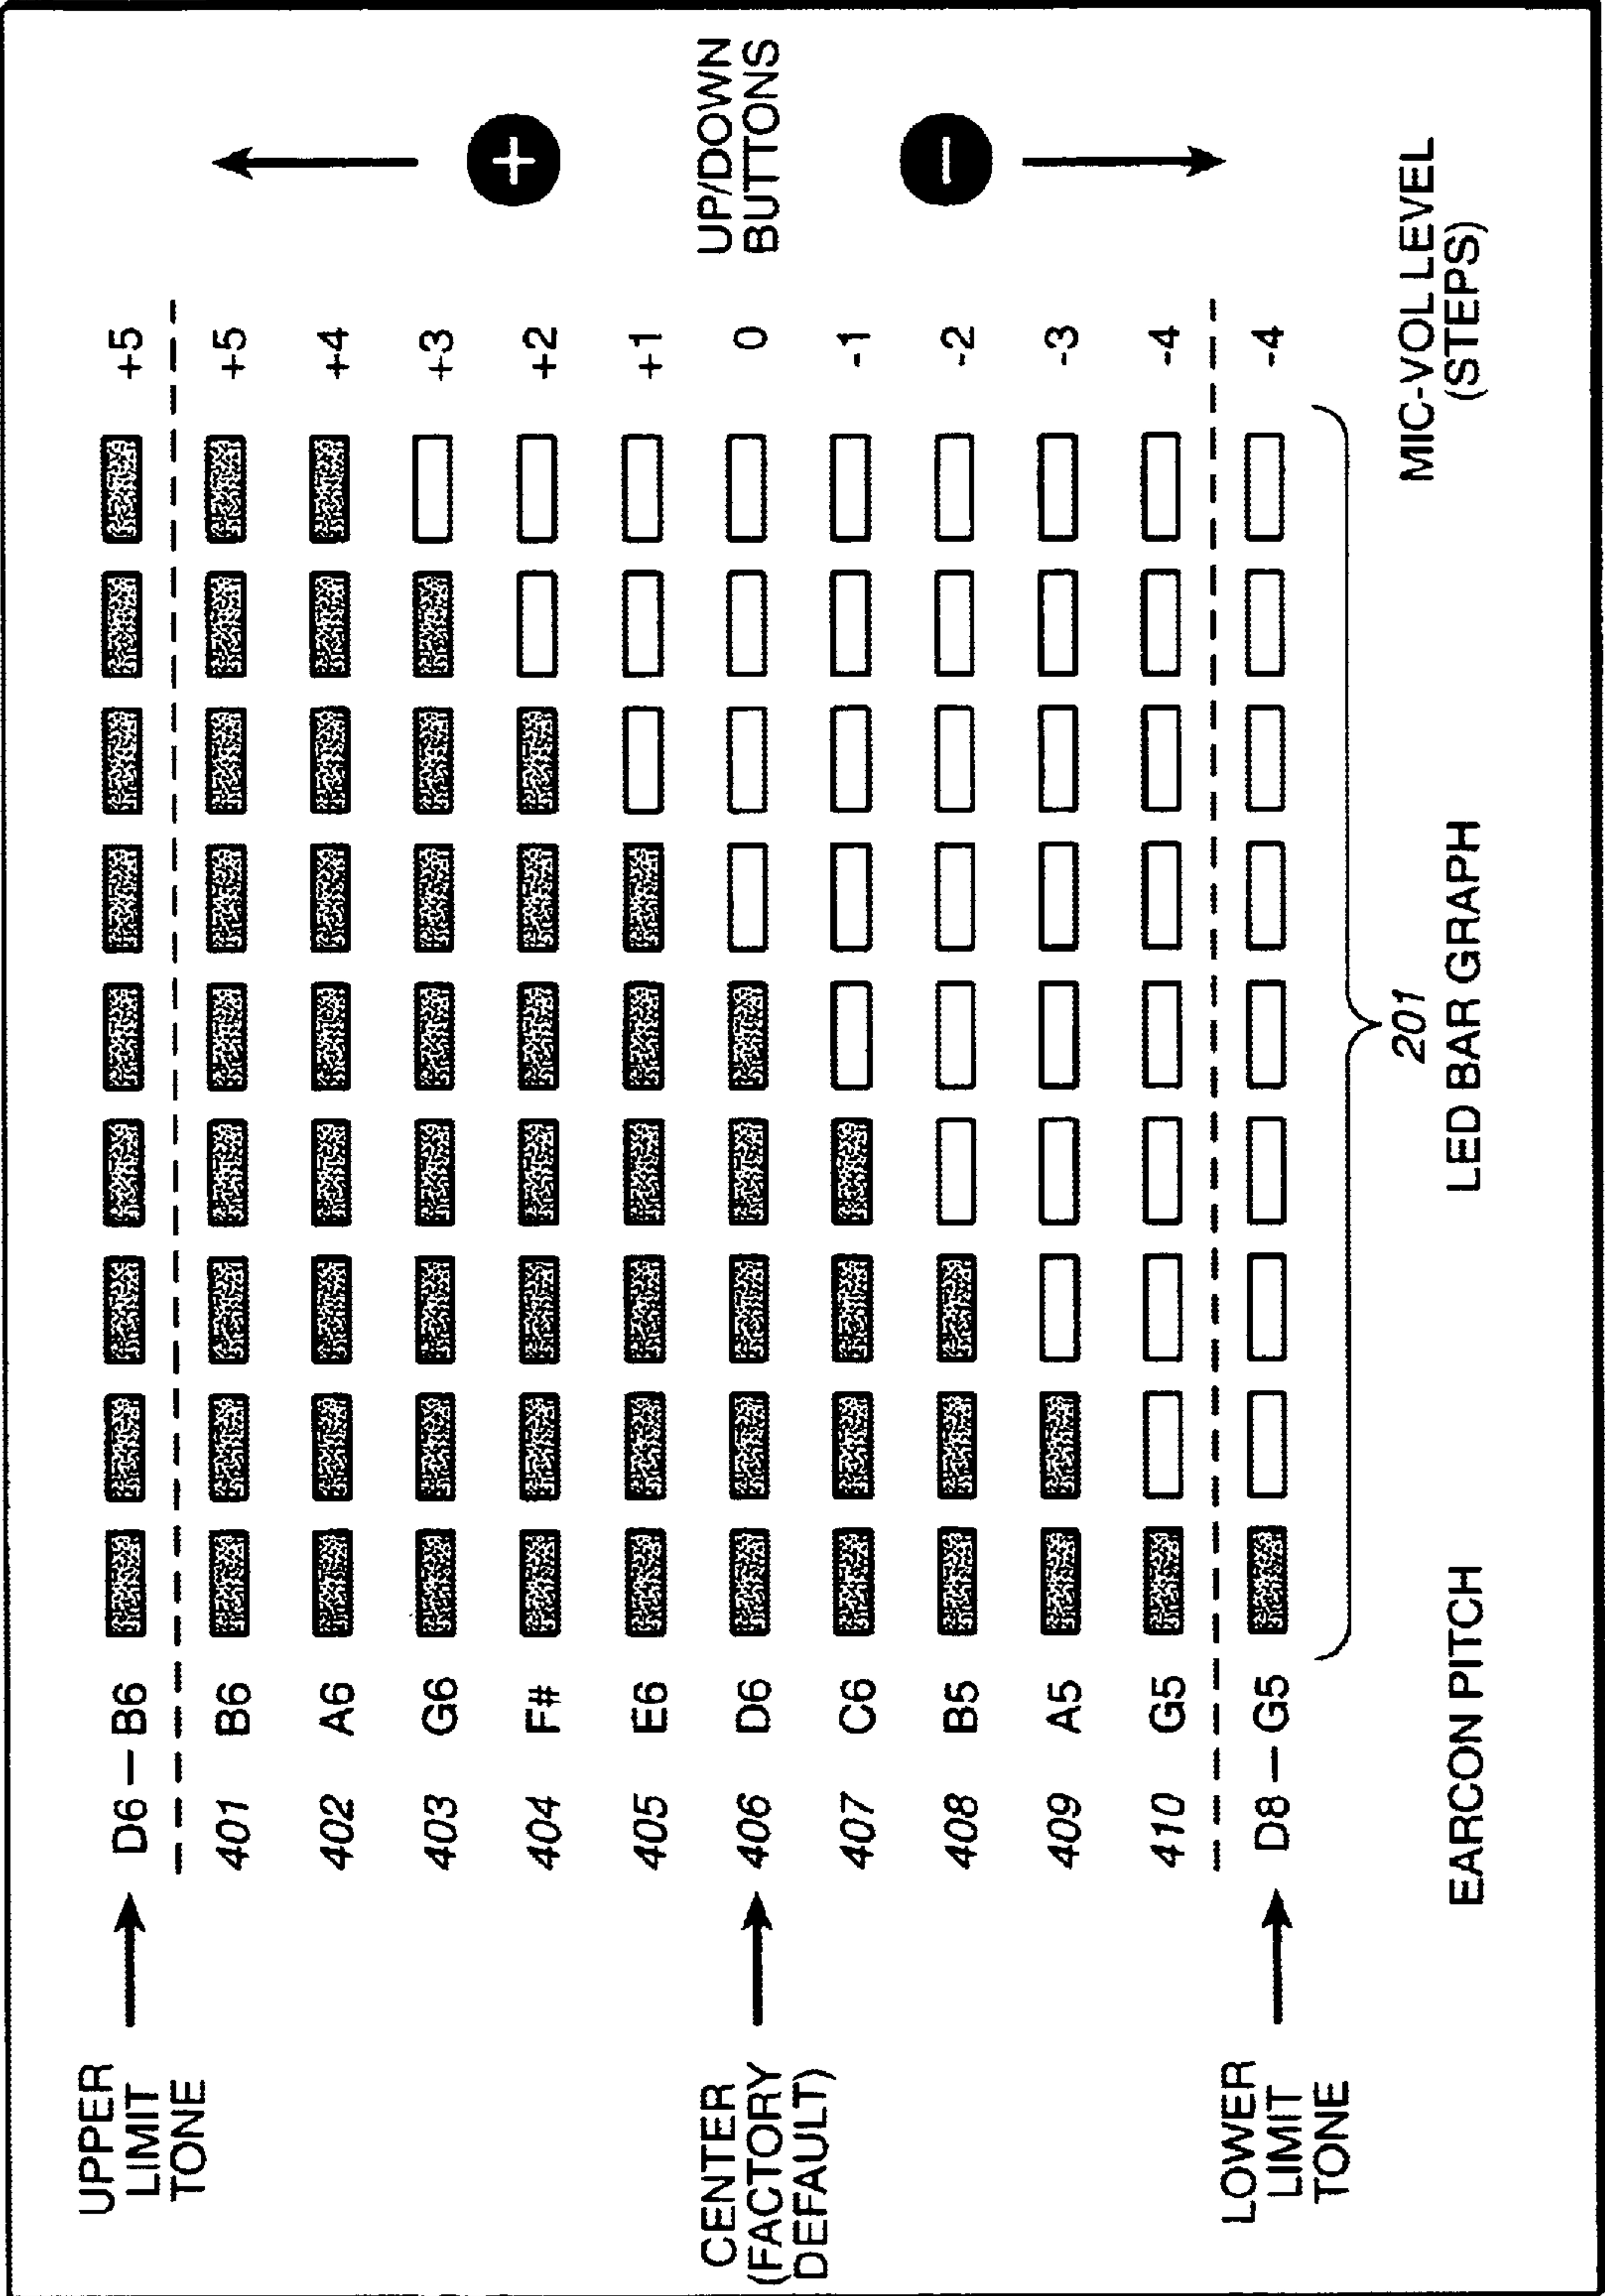 UPPER
LIMIT
TONE
D6 — B6
+5
401 B6 +5
402 A6 +4
403 G6 +3
404 F# +2
405 E6 +1
CENTER
(FACTORY
DEFAULT)
406 D6 0
407 C6 -1
408 B5 -2
409 A5 -3
410 G5 -4
LOWER
LIMIT
TONE
D8 — G5
-4
+
UP/DOWN
BUTTONS
−
EARCON PITCH
201
LED BAR GRAPH
MIC-VOL LEVEL
(STEPS)